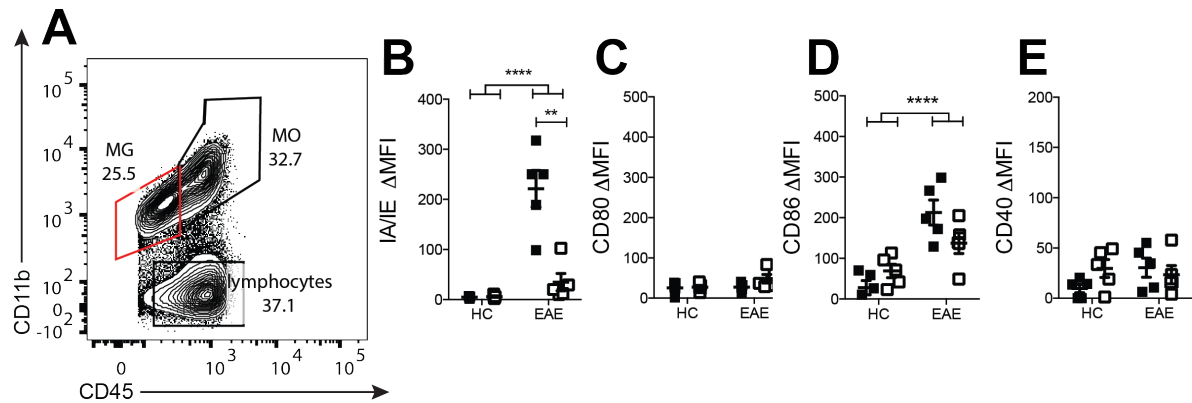 A
CD11b
10^5
10^4
10^3
10^2
0
-10^2
MG
25.5
MO
32.7
lymphocytes
37.1
0
10^3
10^4
10^5
CD45
B
IA/IE ΔMFI
400
300
200
100
0
****
**
HC
EAE
C
CD80 ΔMFI
500
400
300
200
100
0
HC
EAE
D
CD86 ΔMFI
500
400
300
200
100
0
****
HC
EAE
E
CD40 ΔMFI
200
150
100
50
0
HC
EAE